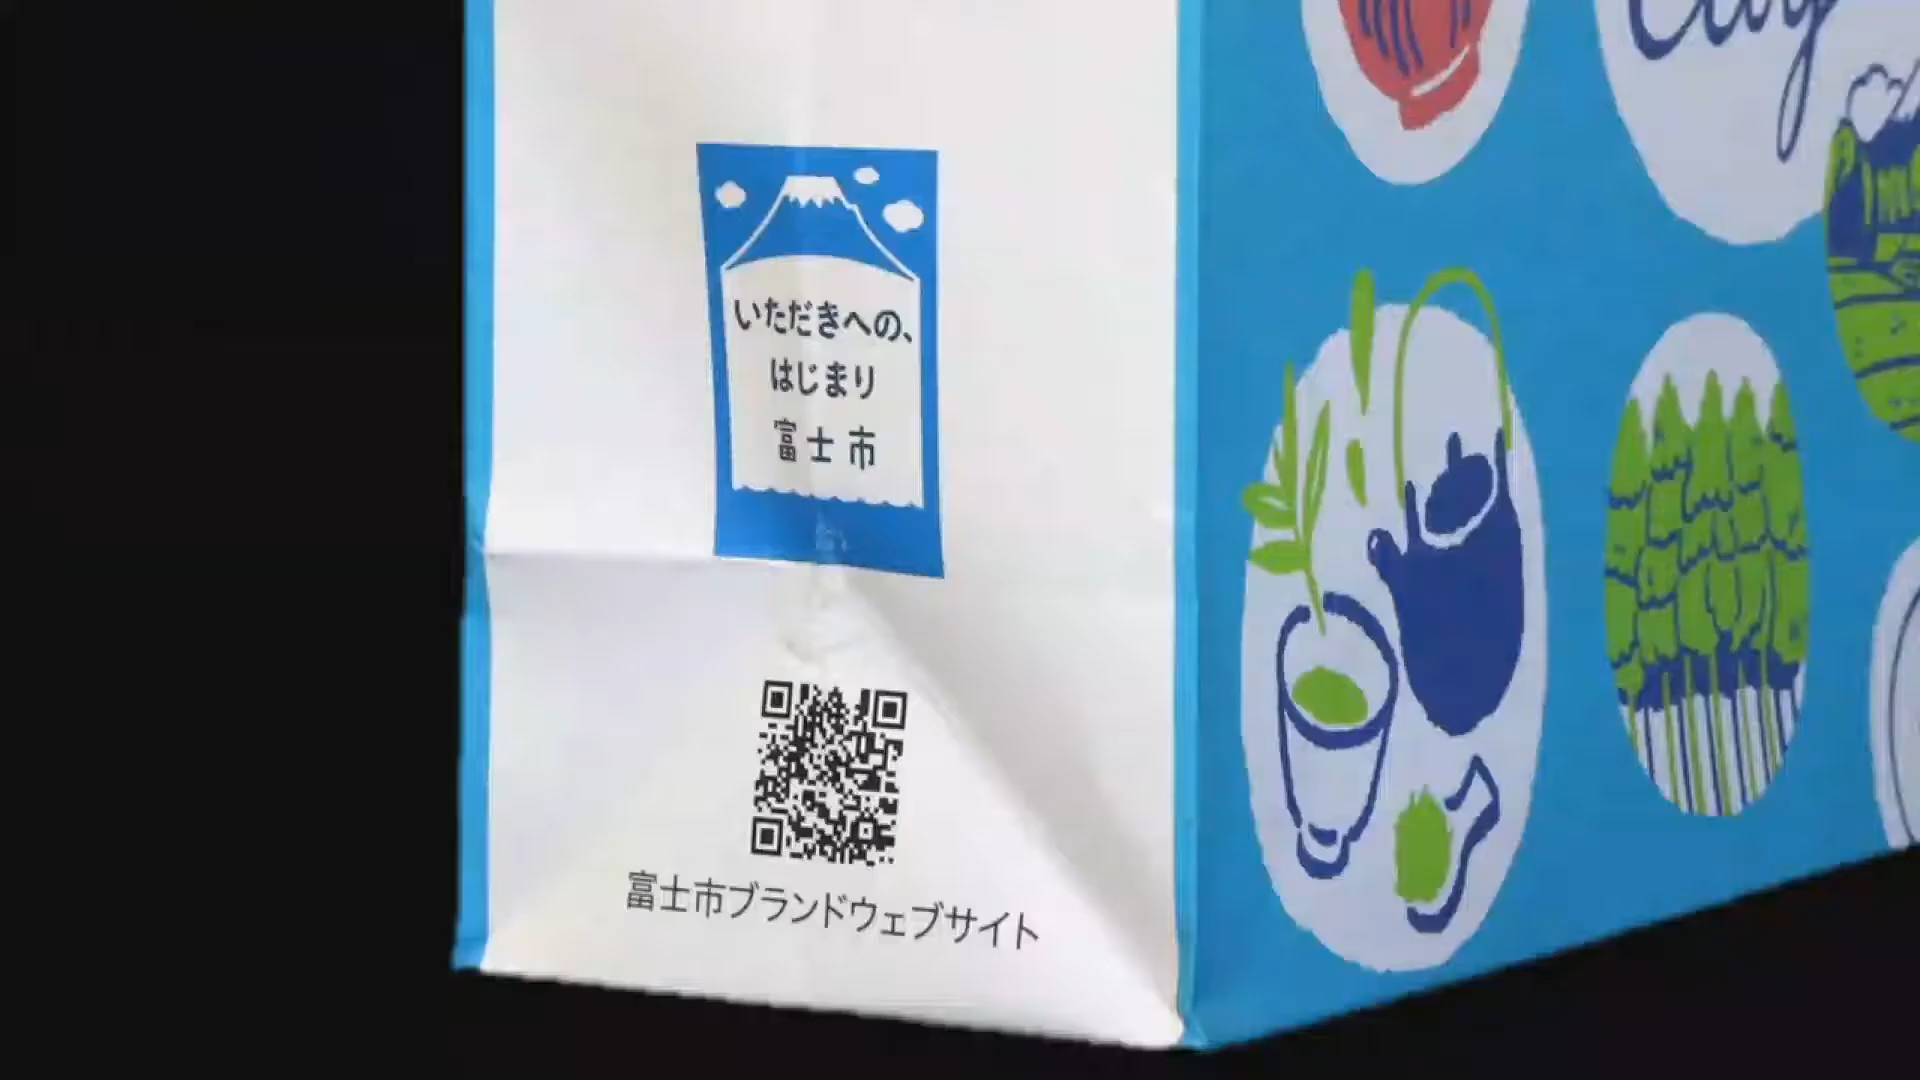 いただきへの、
はじまり
富士市
富士市ブランドウェブサイト